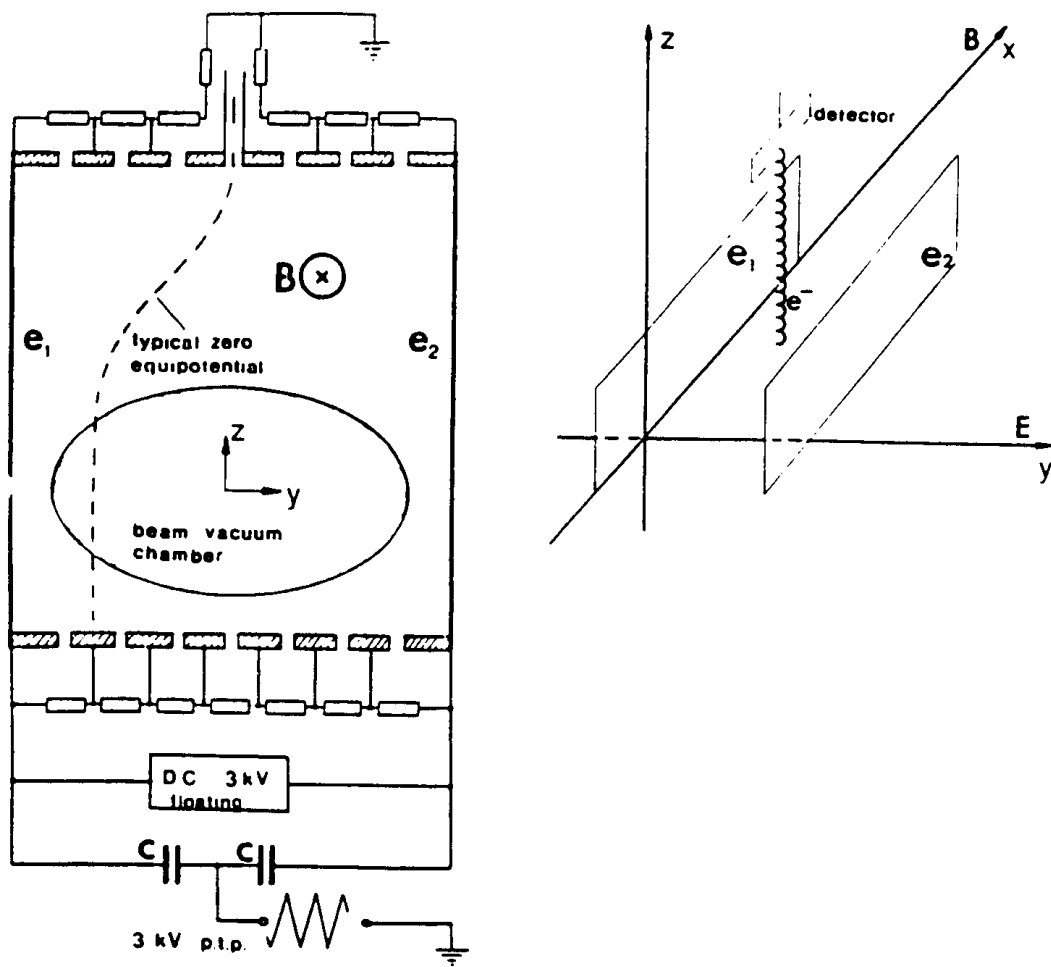 B
e1
e2
typical zero
equipotential
z
y
beam vacuum
chamber
DC 3kV
floating
C
C
3 kV p.t.p.
z
B
x
detector
e1
e2
e-
E
y